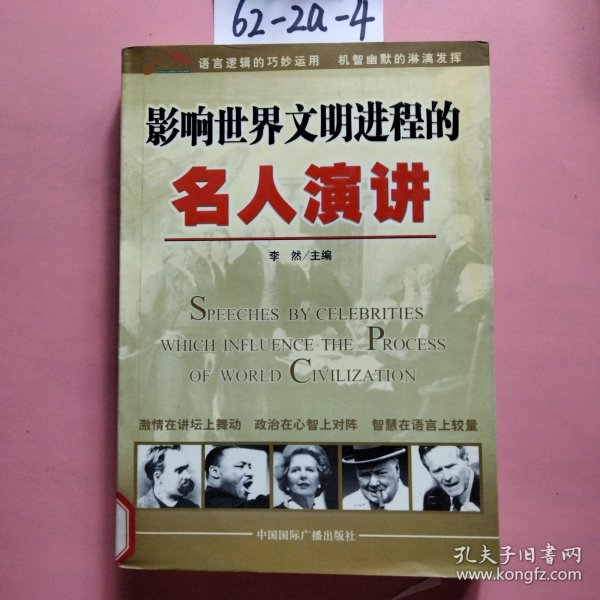 62-2a-4
语言逻辑的巧妙运用 机智幽默的淋漓发挥
影响世界文明进程的
名人演讲
李 然/主编
SPEECHES BY CELEBRITIES
WHICH INFLUENCE THE PROCESS
OF WORLD CIVILIZATION
激情在讲坛上舞动 政治在心智上对阵 智慧在语言上较量
中国国际广播出版社
孔夫子旧书网
www.kongfz.com